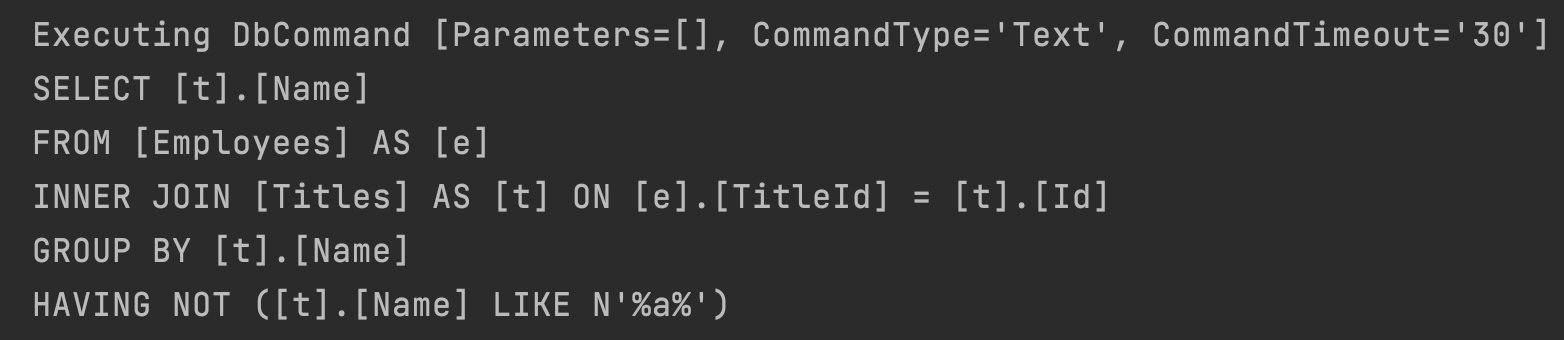 Executing DbCommand [Parameters=[], CommandType='Text', CommandTimeout='30']
SELECT [t].[Name]
FROM [Employees] AS [e]
INNER JOIN [Titles] AS [t] ON [e].[TitleId] = [t].[Id]
GROUP BY [t].[Name]
HAVING NOT ([t].[Name] LIKE N'%a%')